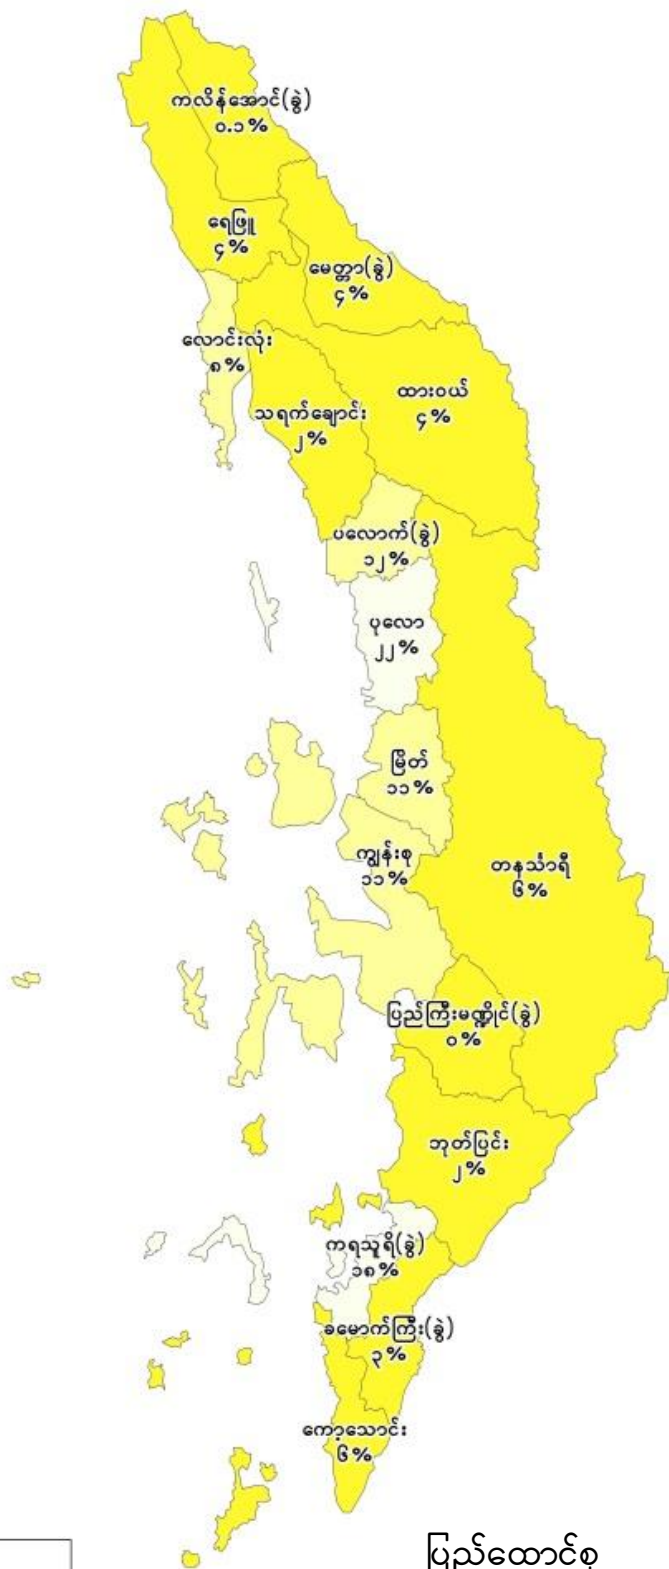 ကလိန်အောင်(ခွဲ)
၀.၁%
ရေဖြူ
၄%
မေတ္တာ(ခွဲ)
၄%
လောင်းလုံး
၈%
ထားဝယ်
၄%
သရက်ချောင်း
၂%
ပလောက်(ခွဲ)
၁၂%
ပုလော
၂၂%
မြိတ်
၁၁%
ကျွန်းစု
၁၁%
တနင်္သာရီ
၆%
ပြည်ကြီးမဏ္ဍိုင်(ခွဲ)
၀%
ဘုတ်ပြင်း
၂%
ကရသူရိ(ခွဲ)
၁၈%
ခမောက်ကြီး(ခွဲ)
၃%
ကော့သောင်း
၆%
ပြည်ထောင်စု